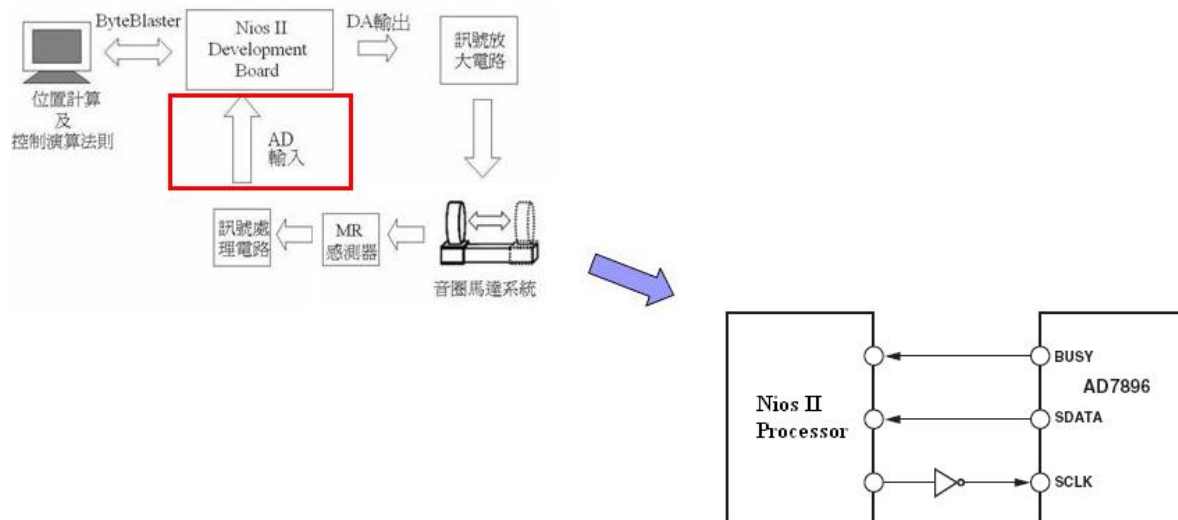 ByteBlaster
Nios II
Development
Board
DA輸出
訊號放
大電路
位置計算
及
控制演算法則
AD
輸入
訊號處
理電路
MR
感測器
音圈馬達系統
Nios II
Processor
BUSY
AD7896
SDATA
SCLK